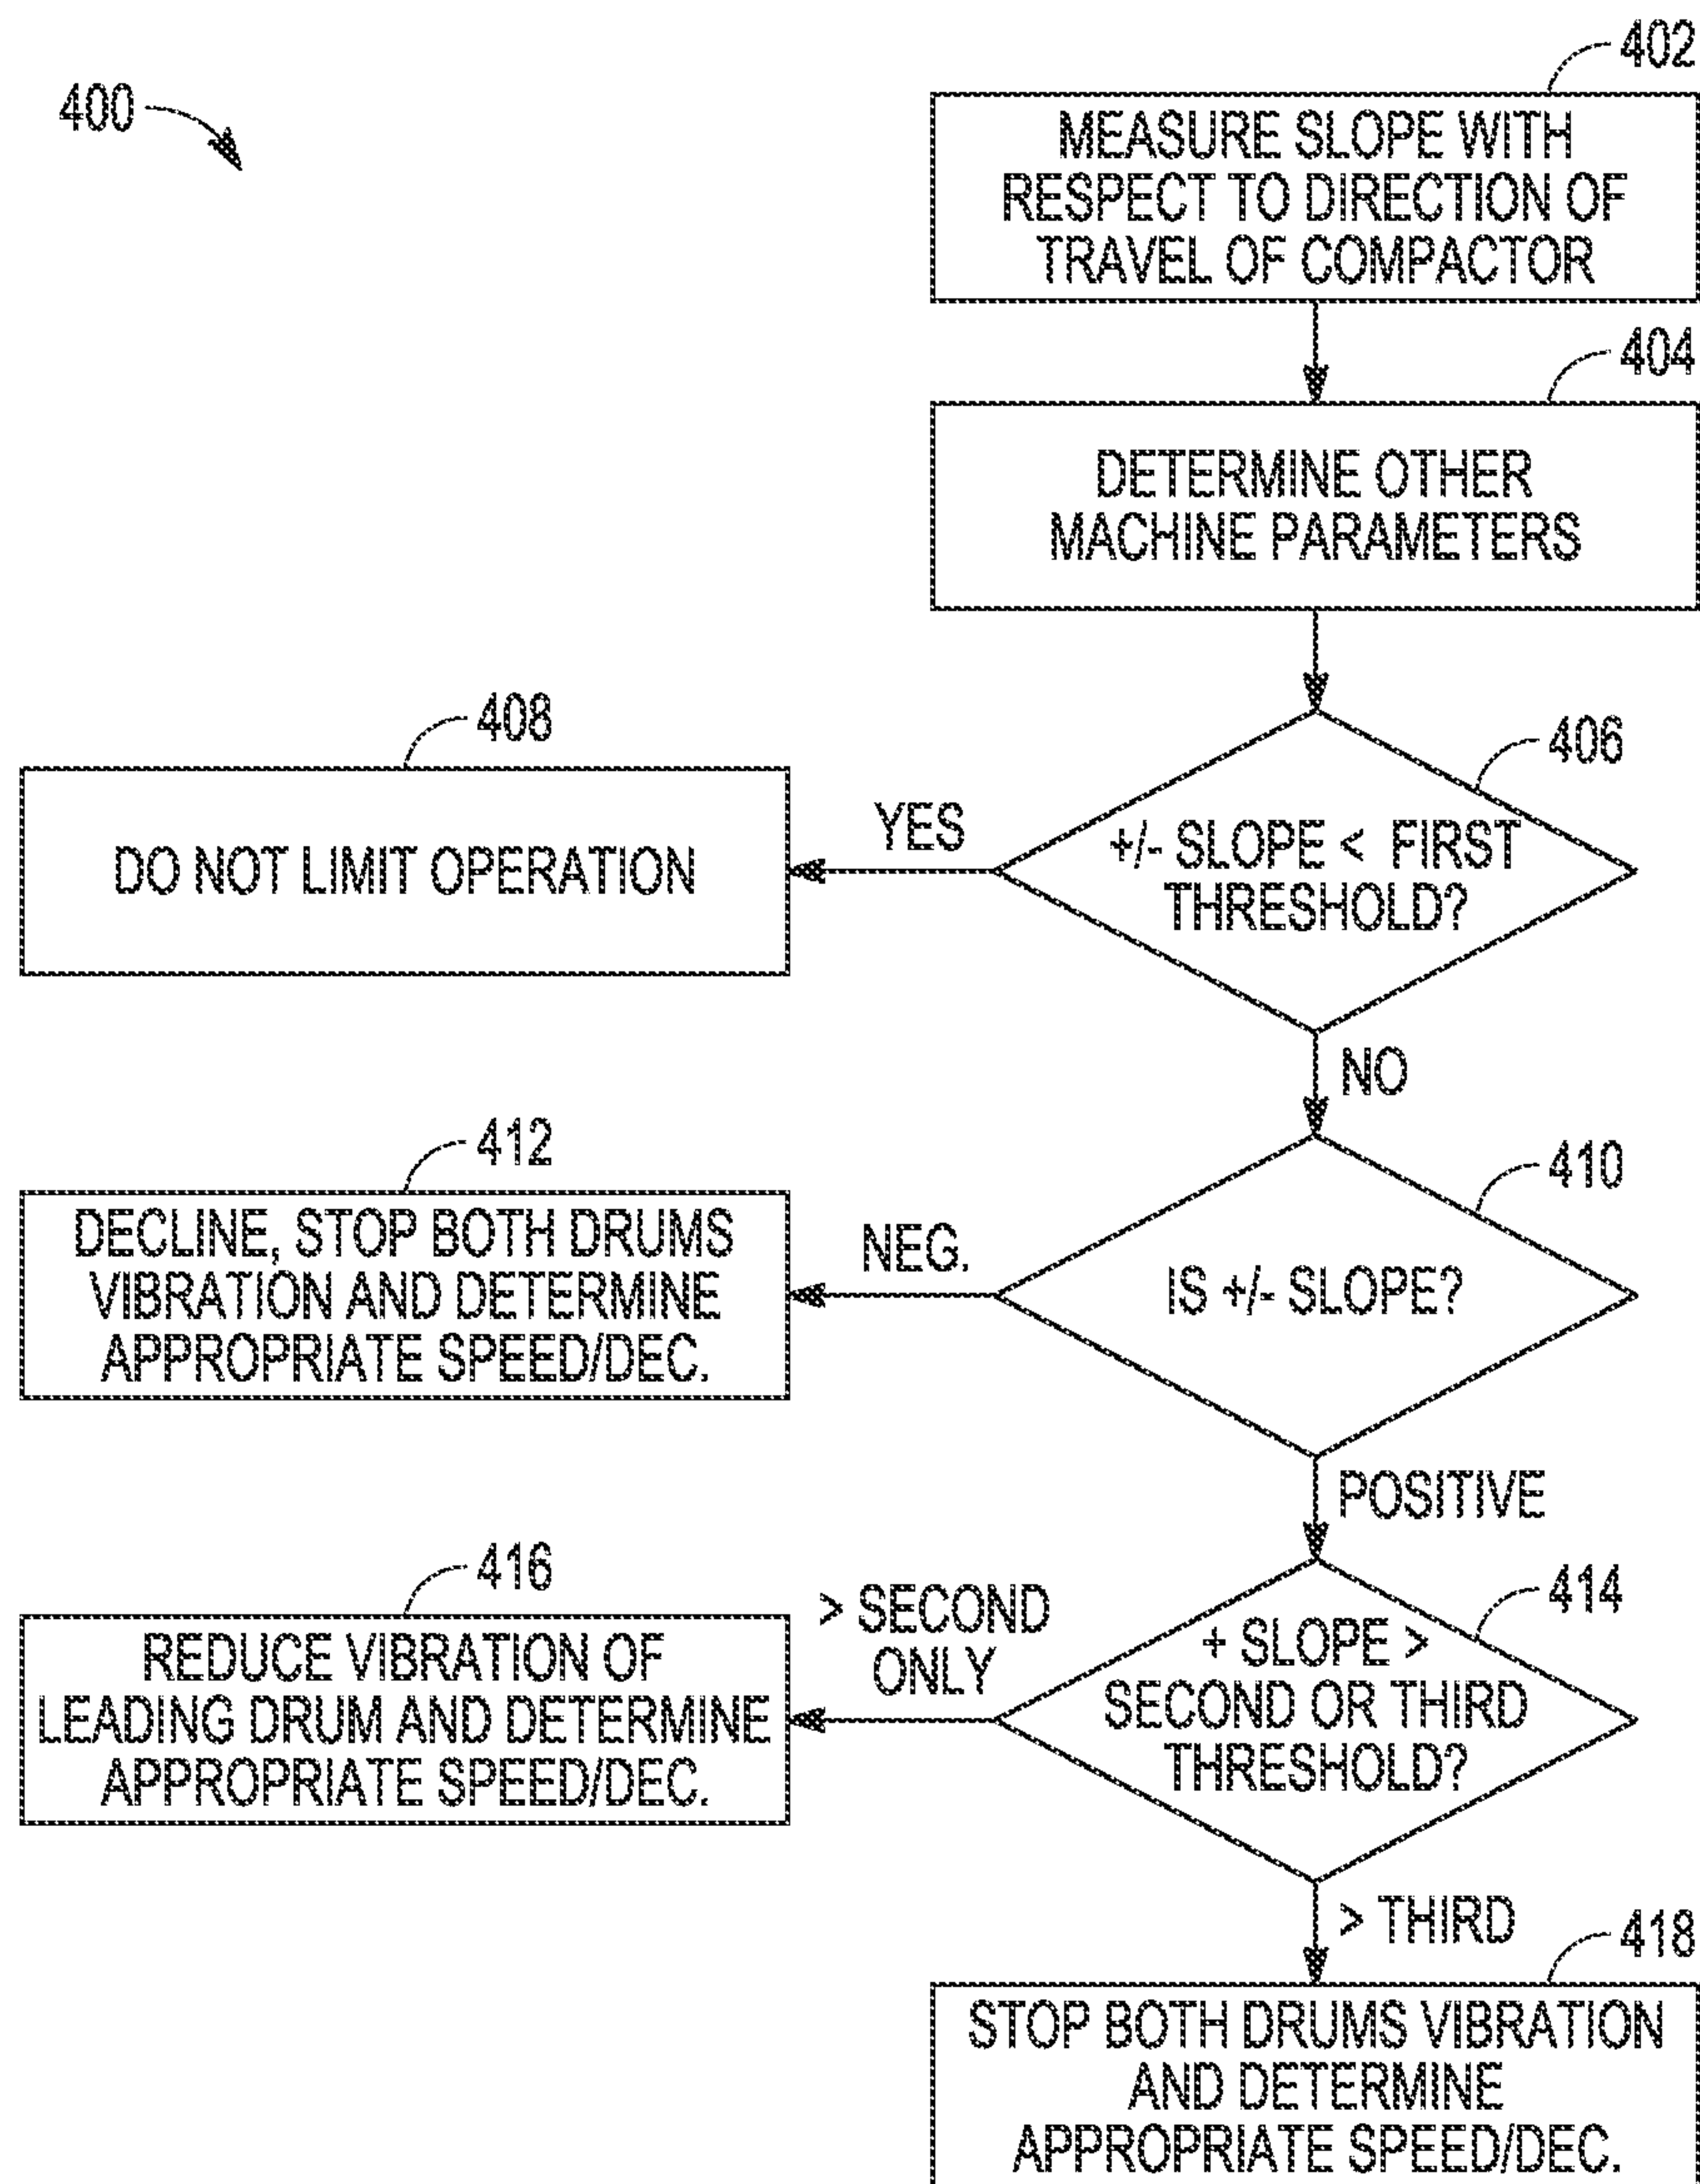 400
402
MEASURE SLOPE WITH
RESPECT TO DIRECTION OF
TRAVEL OF COMPACTOR
404
DETERMINE OTHER
MACHINE PARAMETERS
406
+/- SLOPE < FIRST
THRESHOLD?
YES
408
DO NOT LIMIT OPERATION
NO
410
IS +/- SLOPE?
NEG.
412
DECLINE, STOP BOTH DRUMS
VIBRATION AND DETERMINE
APPROPRIATE SPEED/DEC.
POSITIVE
414
+ SLOPE >
SECOND OR THIRD
THRESHOLD?
> SECOND
ONLY
416
REDUCE VIBRATION OF
LEADING DRUM AND DETERMINE
APPROPRIATE SPEED/DEC.
> THIRD
418
STOP BOTH DRUMS VIBRATION
AND DETERMINE
APPROPRIATE SPEED/DEC.